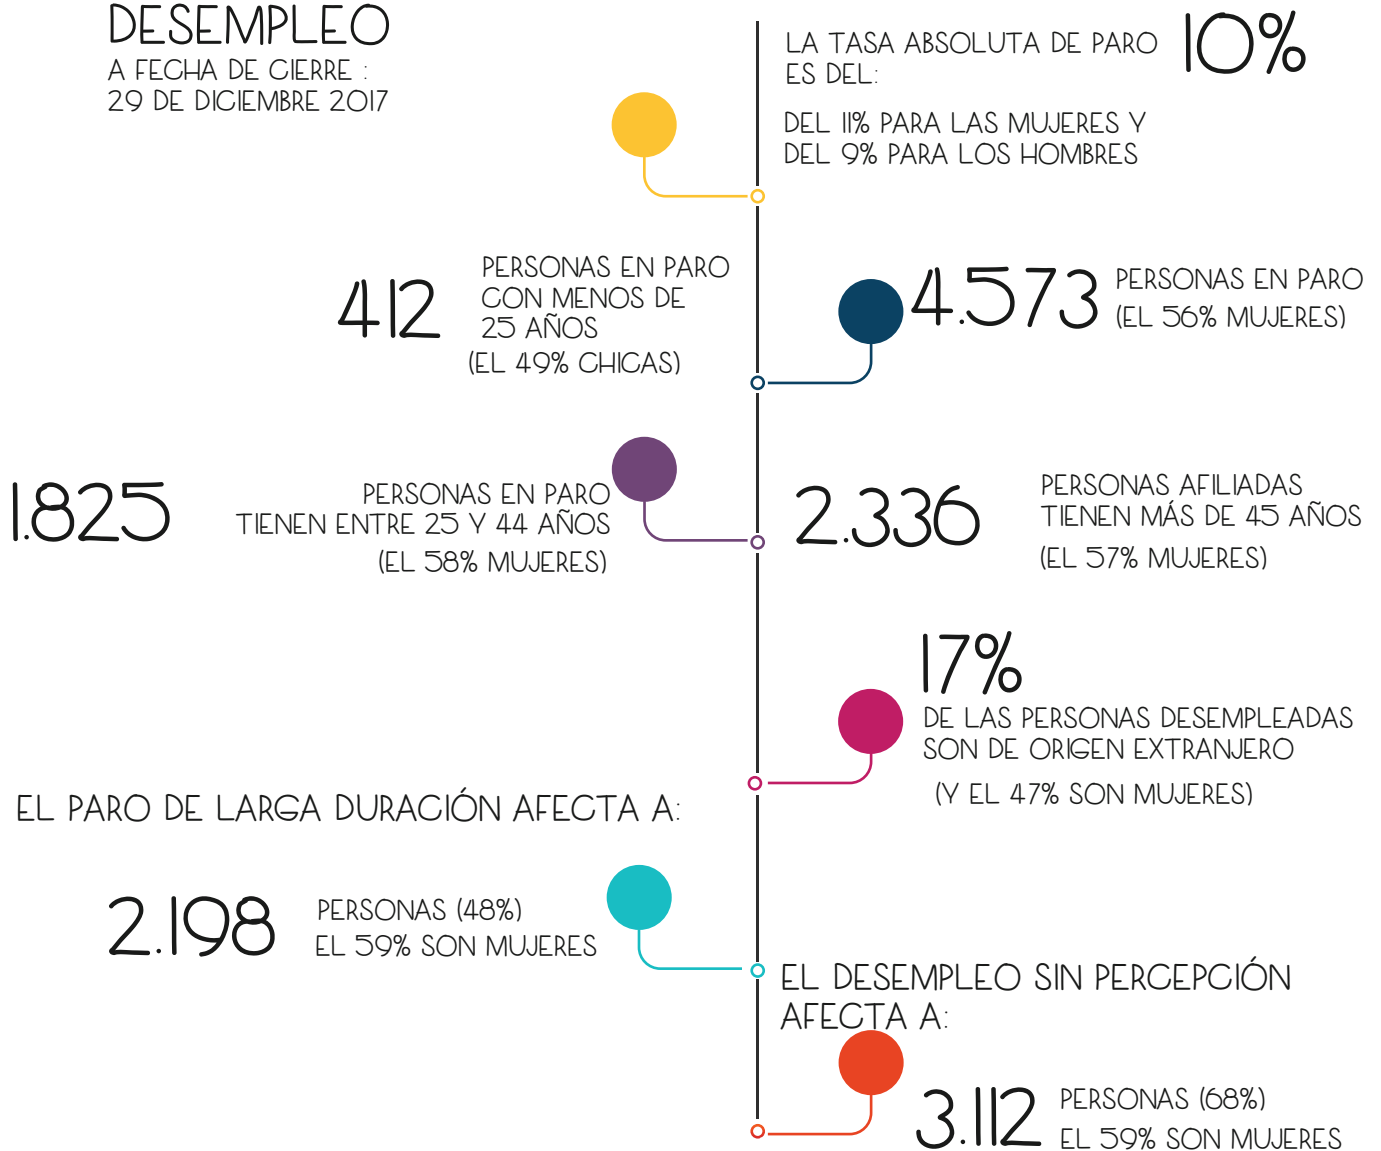 DESEMPLEO
A FECHA DE CIERRE :
29 DE DICIEMBRE 2017
LA TASA ABSOLUTA DE PARO
ES DEL:
10%
DEL 11% PARA LAS MUJERES Y
DEL 9% PARA LOS HOMBRES
412
PERSONAS EN PARO
CON MENOS DE
25 AÑOS
(EL 49% CHICAS)
4.573
PERSONAS EN PARO
(EL 56% MUJERES)
1.825
PERSONAS EN PARO
TIENEN ENTRE 25 Y 44 AÑOS
(EL 58% MUJERES)
2.336
PERSONAS AFILIADAS
TIENEN MÁS DE 45 AÑOS
(EL 57% MUJERES)
17%
DE LAS PERSONAS DESEMPLEADAS
SON DE ORIGEN EXTRANJERO
(Y EL 47% SON MUJERES)
EL PARO DE LARGA DURACIÓN AFECTA A:
2.198
PERSONAS (48%)
EL 59% SON MUJERES
EL DESEMPLEO SIN PERCEPCIÓN
AFECTA A:
3.112
PERSONAS (68%)
EL 59% SON MUJERES